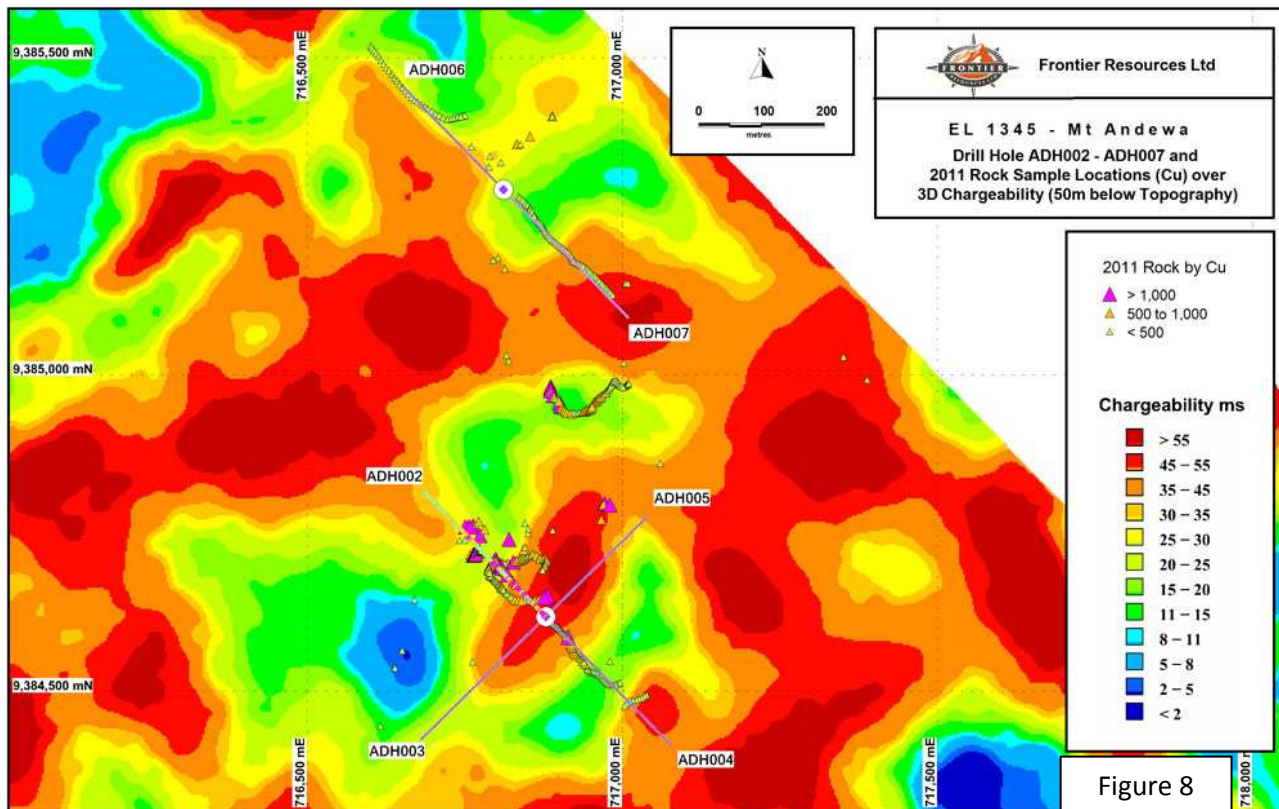 9,385,500 mN
716,500 mE
ADH006
717,000 mE
N
0 100 200
metres
FRONTIER
RESOURCES LTD
Frontier Resources Ltd
EL 1345 - Mt Andewa
Drill Hole ADH002 - ADH007 and
2011 Rock Sample Locations (Cu) over
3D Chargeability (50m below Topography)
2011 Rock by Cu
> 1,000
500 to 1,000
< 500
ADH007
9,385,000 mN
Chargeability ms
> 55
45 – 55
35 – 45
30 – 35
25 – 30
20 – 25
15 – 20
11 – 15
8 – 11
5 – 8
2 – 5
< 2
ADH002
ADH005
9,384,500 mN
ADH003
716,500 mE
717,000 mE
ADH004
717,500 mE
Figure 8
718,000 mE